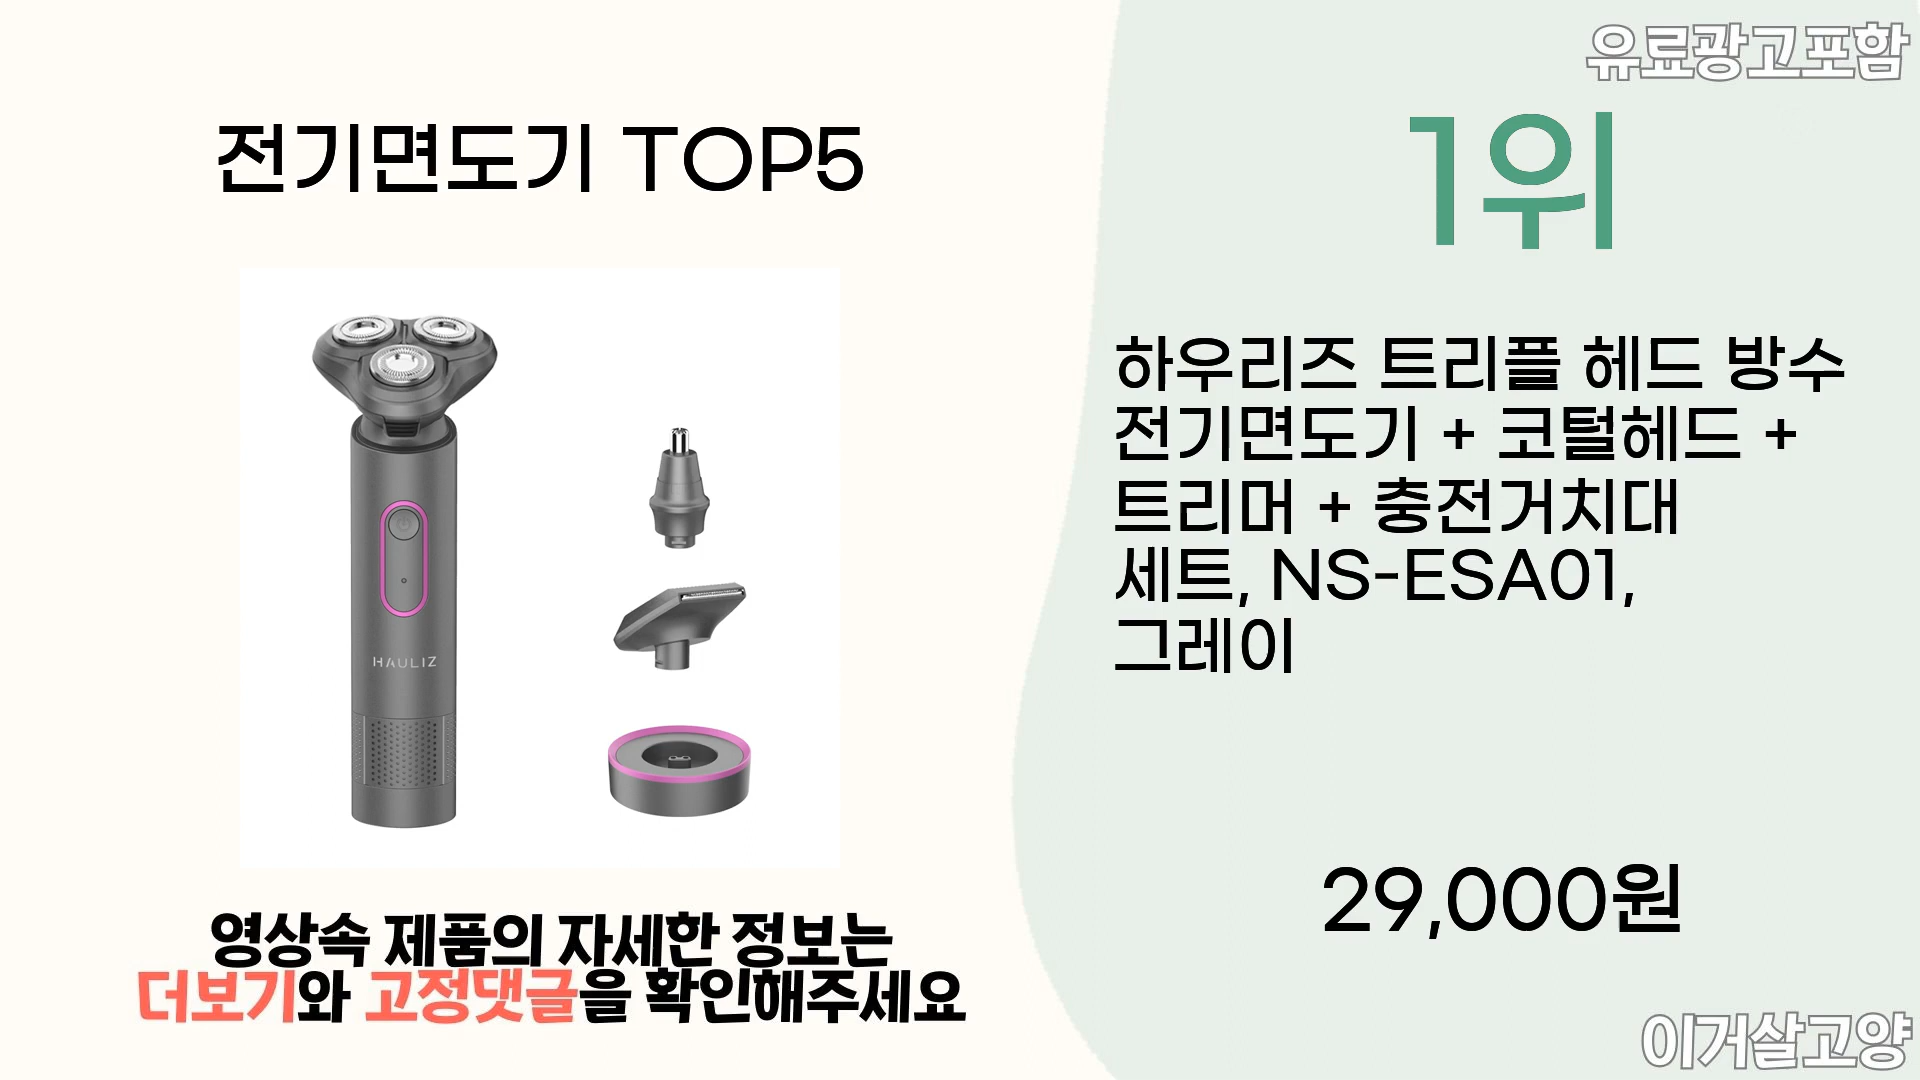 유료광고포함
전기면도기 TOP5
1위
하우리즈 트리플 헤드 방수
전기면도기 + 코털헤드 +
트리머 + 충전거치대
세트, NS-ESA01,
그레이
HAULIZ
29,000원
영상속 제품의 자세한 정보는
더보기와 고정댓글을 확인해주세요
이거살고양